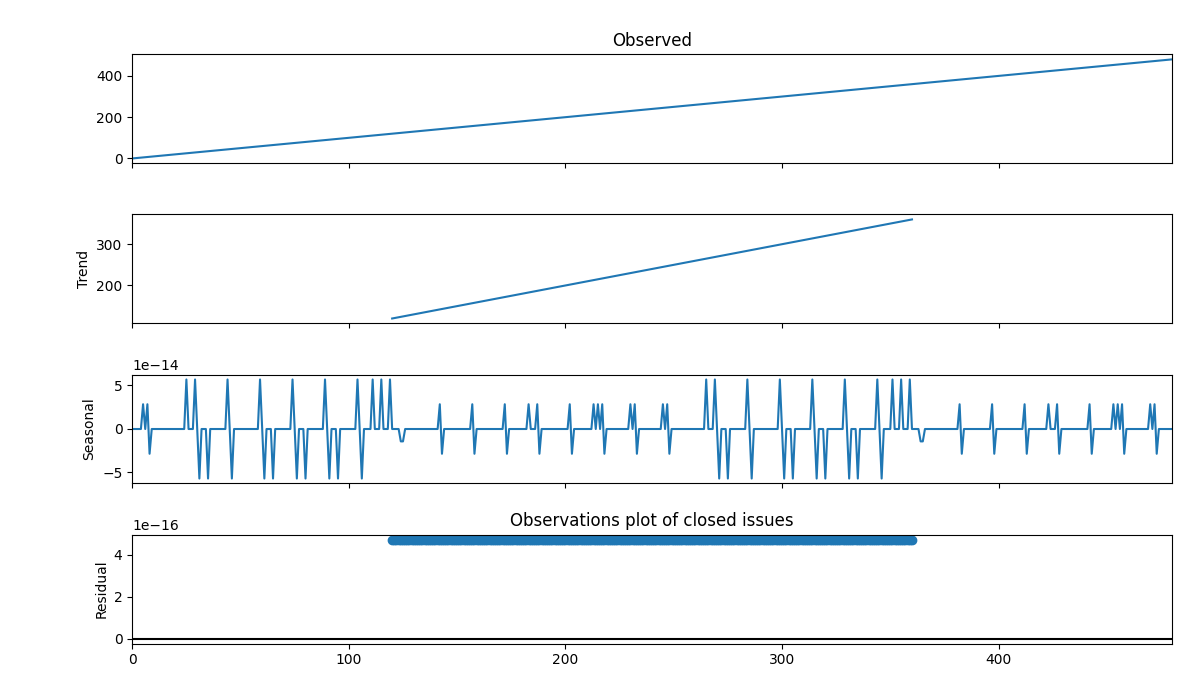 Observed
400
200
0
Trend
300
200
1e−14
Seasonal
5
0
−5
Observations plot of closed issues
1e−16
Residual
4
2
0
0 100 200 300 400